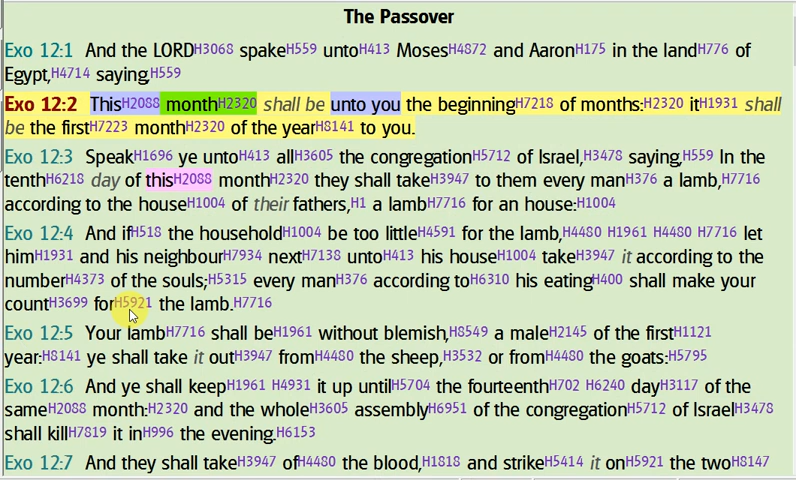 The Passover
Exo 12:1 And the LORDH3068 spakeH559 untoH413 MosesH4872 and AaronH175 in the landH776 of
Egypt,H4714 saying,H559
Exo 12:2 ThisH2088 monthH2320 shall be unto you the beginningH7218 of months:H2320 itH1931 shall
be the firstH7223 monthH2320 of the yearH8141 to you.
Exo 12:3 SpeakH1696 ye untoH413 allH3605 the congregationH5712 of Israel,H3478 saying,H559 In the
tenthH6218 day of thisH2088 monthH2320 they shall takeH3947 to them every manH376 a lamb,H7716
according to the houseH1004 of their fathers,H1 a lambH7716 for an house:H1004
Exo 12:4 And ifH518 the householdH1004 be too littleH4591 for the lamb,H4480 H1961 H4480 H7716 let
himH1931 and his neighbourH7934 nextH7138 untoH413 his houseH1004 takeH3947 it according to the
numberH4373 of the souls;H5315 every manH376 according toH6310 his eatingH400 shall make your
countH3699 forH5921 the lamb.H7716
Exo 12:5 Your lambH7716 shall beH1961 without blemish,H8549 a maleH2145 of the firstH1121
year:H8141 ye shall take it outH3947 fromH4480 the sheep,H3532 or fromH4480 the goats:H5795
Exo 12:6 And ye shall keepH1961 H4931 it up untilH5704 the fourteenthH702 H6240 dayH3117 of the
sameH2088 month:H2320 and the wholeH3605 assemblyH6951 of the congregationH5712 of IsraelH3478
shall killH7819 it inH996 the evening.H6153
Exo 12:7 And they shall takeH3947 ofH4480 the blood,H1818 and strikeH5414 it onH5921 the twoH8147